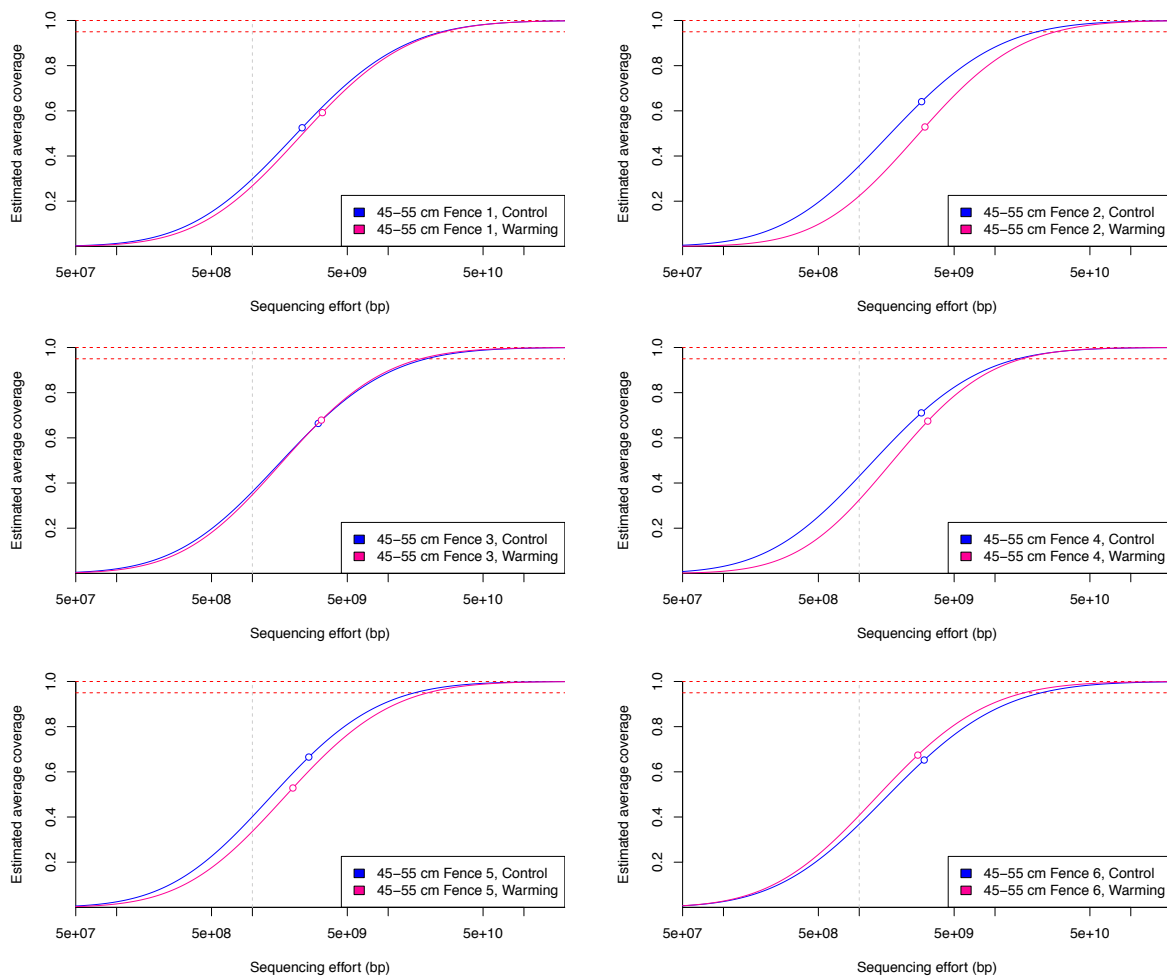 Estimated average coverage
1.0
0.8
0.6
0.4
0.2
45−55 cm Fence 1, Control
45−55 cm Fence 1, Warming
5e+07 5e+08 5e+09 5e+10
Sequencing effort (bp)
Estimated average coverage
1.0
0.8
0.6
0.4
0.2
45−55 cm Fence 2, Control
45−55 cm Fence 2, Warming
5e+07 5e+08 5e+09 5e+10
Sequencing effort (bp)
Estimated average coverage
1.0
0.8
0.6
0.4
0.2
45−55 cm Fence 3, Control
45−55 cm Fence 3, Warming
5e+07 5e+08 5e+09 5e+10
Sequencing effort (bp)
Estimated average coverage
1.0
0.8
0.6
0.4
0.2
45−55 cm Fence 4, Control
45−55 cm Fence 4, Warming
5e+07 5e+08 5e+09 5e+10
Sequencing effort (bp)
Estimated average coverage
1.0
0.8
0.6
0.4
0.2
45−55 cm Fence 5, Control
45−55 cm Fence 5, Warming
5e+07 5e+08 5e+09 5e+10
Sequencing effort (bp)
Estimated average coverage
1.0
0.8
0.6
0.4
0.2
45−55 cm Fence 6, Control
45−55 cm Fence 6, Warming
5e+07 5e+08 5e+09 5e+10
Sequencing effort (bp)